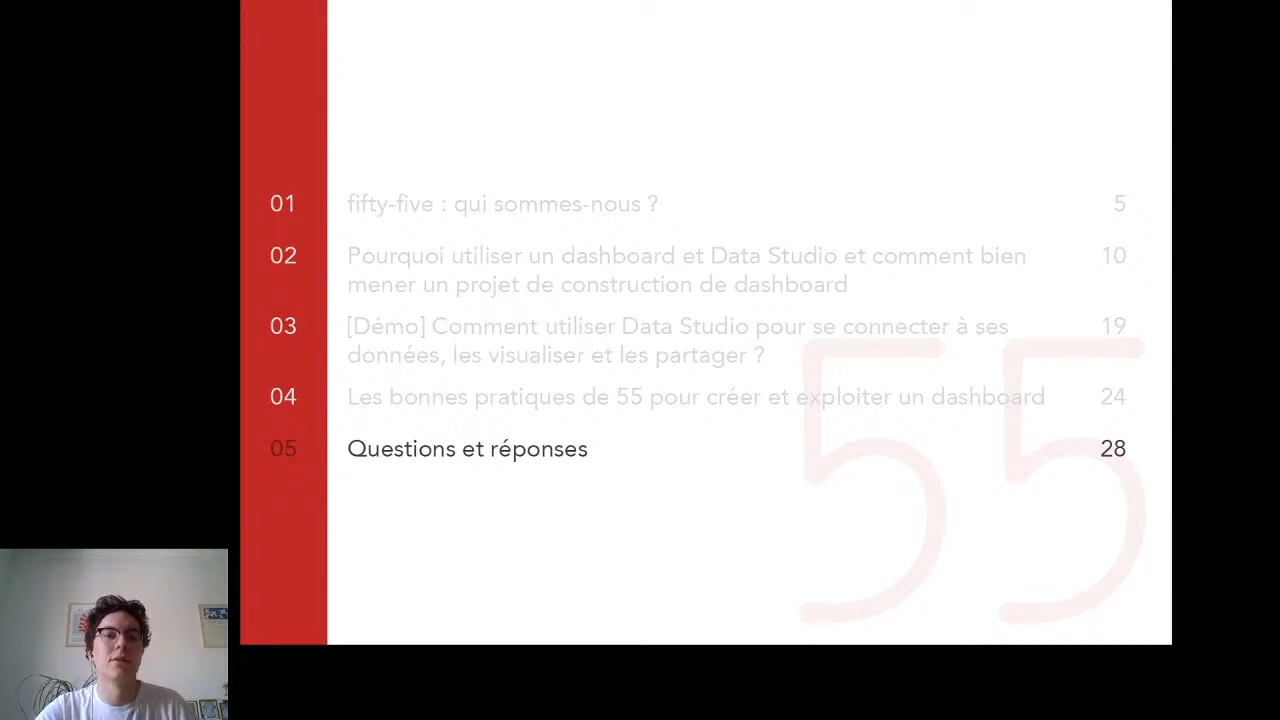 01 fifty-five : qui sommes-nous ? 5
02 Pourquoi utiliser un dashboard et Data Studio et comment bien 10
mener un projet de construction de dashboard
03 [Démo] Comment utiliser Data Studio pour se connecter à ses 19
données, les visualiser et les partager ?
04 Les bonnes pratiques de 55 pour créer et exploiter un dashboard 24
05 Questions et réponses 28
55